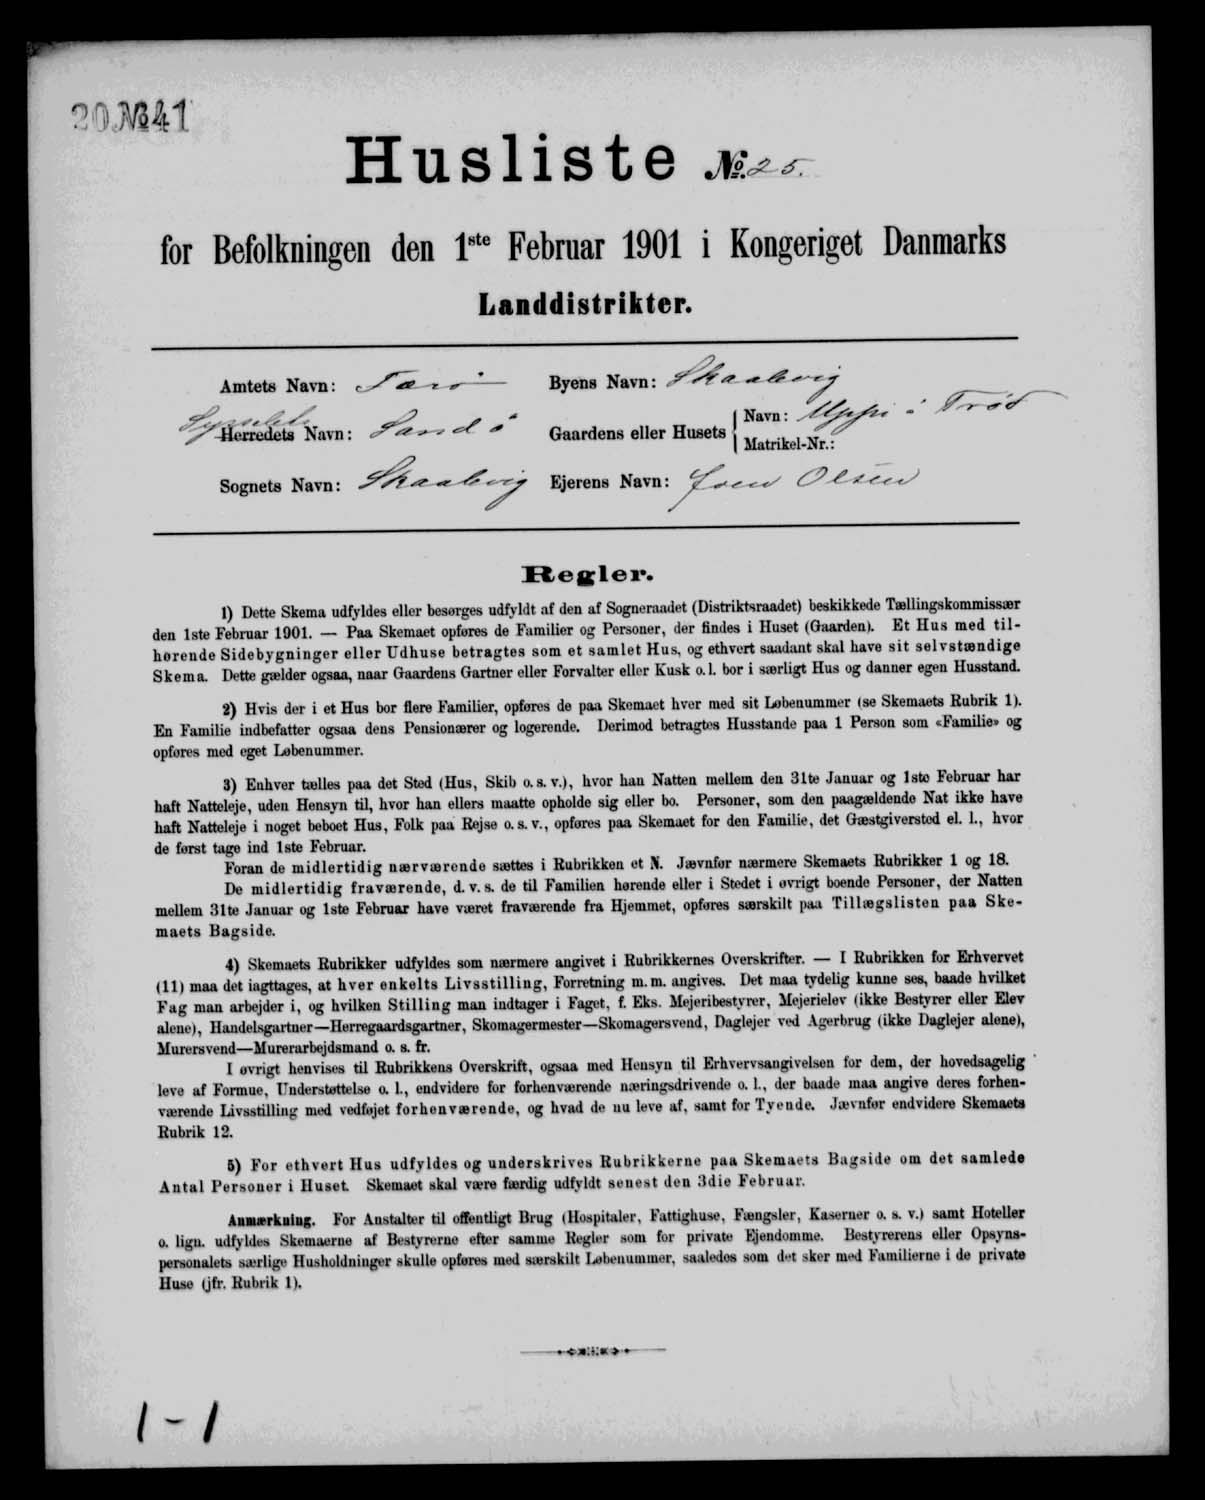 20 № 41
Husliste №. 25.
for Befolkningen den 1ste Februar 1901 i Kongeriget Danmarks
Landdistrikter.
Amtets Navn: Færö Byens Navn: Skaalevig
Sysselets
Herredets Navn: Sandö Gaardens eller Husets Navn: Uppi i Tröd
Matrikel-Nr.:
Sognets Navn: Skaalevig Ejerens Navn: Joen Olsen
Regler.
1) Dette Skema udfyldes eller besørges udfyldt af den af Sogneraadet (Distriktsraadet) beskikkede Tællingskommissær
den 1ste Februar 1901. — Paa Skemaet opføres de Familier og Personer, der findes i Huset (Gaarden). Et Hus med til-
hørende Sidebygninger eller Udhuse betragtes som et samlet Hus, og ethvert saadant skal have sit selvstændige
Skema. Dette gælder ogsaa, naar Gaardens Gartner eller Forvalter eller Kusk o. l. bor i særligt Hus og danner egen Husstand.
2) Hvis der i et Hus bor flere Familier, opføres de paa Skemaet hver med sit Løbenummer (se Skemaets Rubrik 1).
En Familie indbefatter ogsaa dens Pensionærer og logerende. Derimod betragtes Husstande paa 1 Person som «Familie» og
opføres med eget Løbenummer.
3) Enhver tælles paa det Sted (Hus, Skib o. s. v.), hvor han Natten mellem den 31te Januar og 1ste Februar har
haft Natteleje, uden Hensyn til, hvor han ellers maatte opholde sig eller bo. Personer, som den paagældende Nat ikke have
haft Natteleje i noget beboet Hus, Folk paa Rejse o. s. v., opføres paa Skemaet for den Familie, det Gæstgiversted el. l., hvor
de først tage ind 1ste Februar.
Foran de midlertidig nærværende sættes i Rubrikken et N. Jævnfør nærmere Skemaets Rubrikker 1 og 18.
De midlertidig fraværende, d. v. s. de til Familien hørende eller i Stedet i øvrigt boende Personer, der Natten
mellem 31te Januar og 1ste Februar have været fraværende fra Hjemmet, opføres særskilt paa Tillægslisten paa Ske-
maets Bagside.
4) Skemaets Rubrikker udfyldes som nærmere angivet i Rubrikkernes Overskrifter. — I Rubrikken for Erhvervet
(11) maa det iagttages, at hver enkelts Livsstilling, Forretning m. m. angives. Det maa tydelig kunne ses, baade hvilket
Fag man arbejder i, og hvilken Stilling man indtager i Faget, f. Eks. Mejeribestyrer, Mejerielev (ikke Bestyrer eller Elev
alene), Handelsgartner—Herregaardsgartner, Skomagermester—Skomagersvend, Daglejer ved Agerbrug (ikke Daglejer alene),
Murersvend—Murerarbejdsmand o. s. fr.
I øvrigt henvises til Rubrikkens Overskrift, ogsaa med Hensyn til Erhvervsangivelsen for dem, der hovedsagelig
leve af Formue, Understøttelse o. l., endvidere for forhenværende næringsdrivende o. l., der baade maa angive deres forhen-
værende Livsstilling med vedføjet forhenværende, og hvad de nu leve af, samt for Tyende. Jævnfør endvidere Skemaets
Rubrik 12.
5) For ethvert Hus udfyldes og underskrives Rubrikkerne paa Skemaets Bagside om det samlede
Antal Personer i Huset. Skemaet skal være færdig udfyldt senest den 3die Februar.
Anmærkning. For Anstalter til offentligt Brug (Hospitaler, Fattighuse, Fængsler, Kaserner o. s. v.) samt Hoteller
o. lign. udfyldes Skemaerne af Bestyrerne efter samme Regler som for private Ejendomme. Bestyrerens eller Opsyns-
personalets særlige Husholdninger skulle opføres med særskilt Løbenummer, saaledes som det sker med Familierne i de private
Huse (jfr. Rubrik 1).
1-1